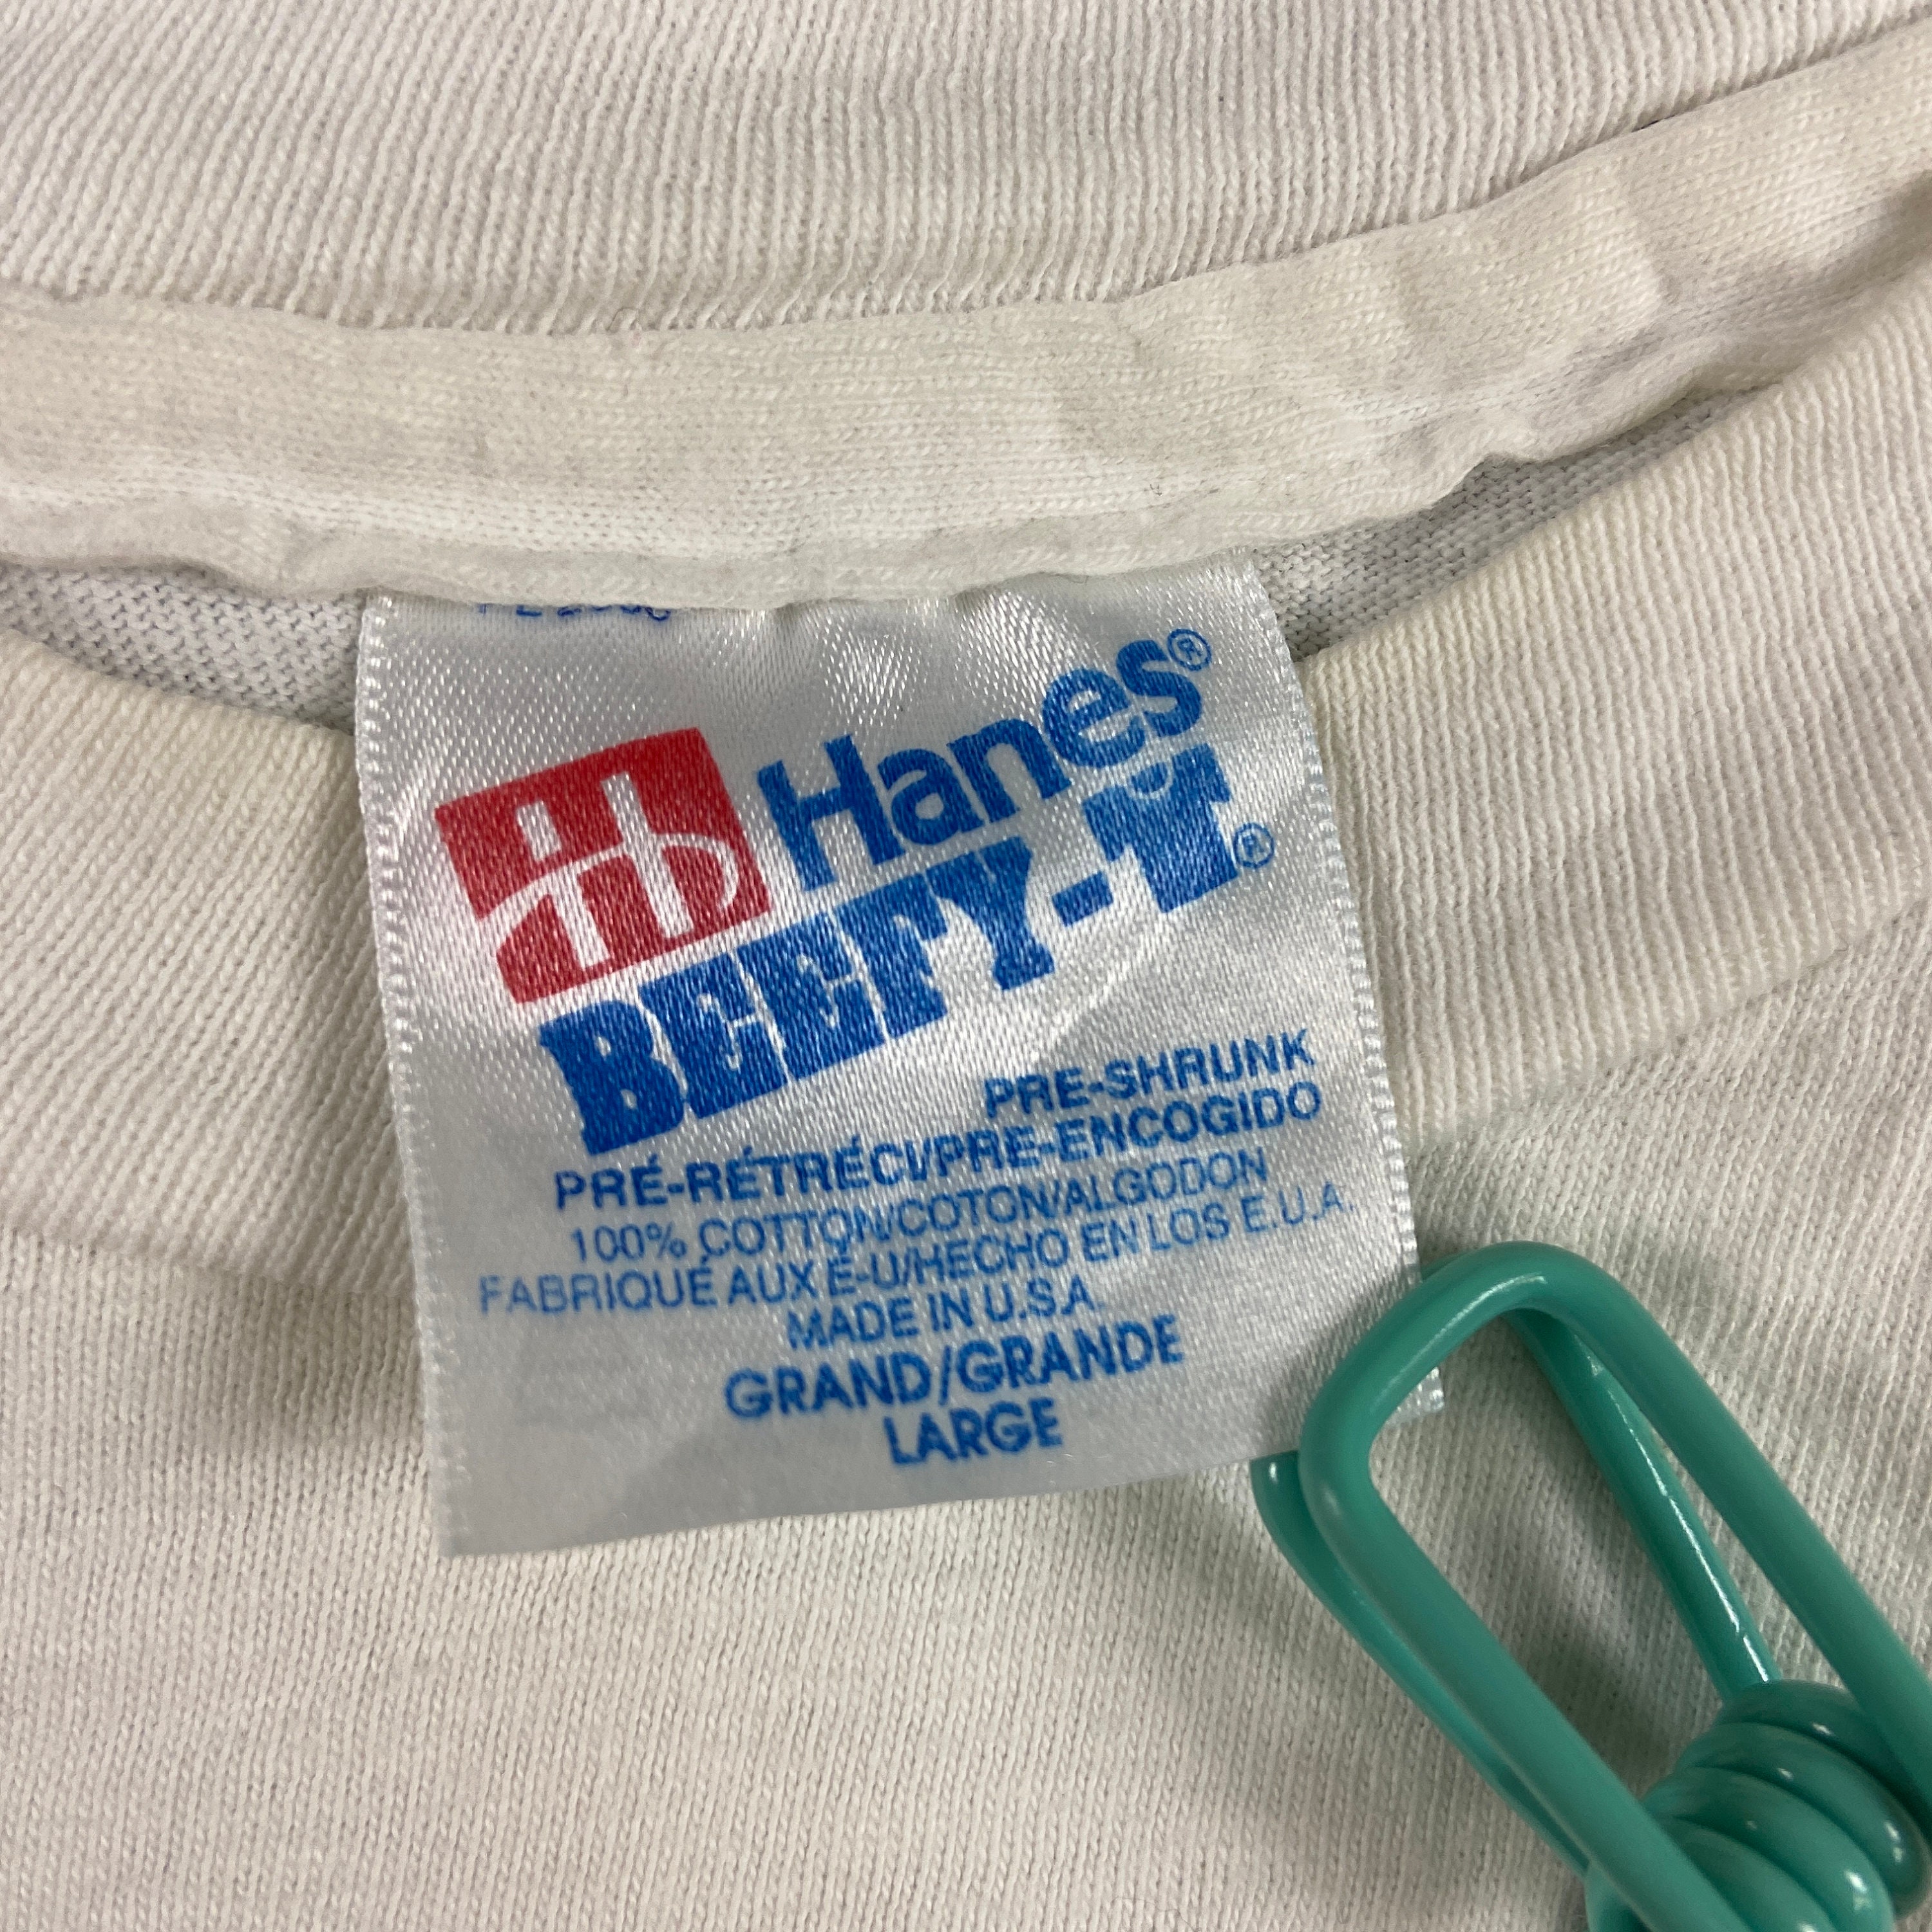 Hanes®
BEEFY-T®
PRE-SHRUNK
PRÉ-RÉTRÉCI/PRE-ENCOGIDO
100% COTTON/COTON/ALGODON
FABRIQUÉ AUX É-U/HECHO EN LOS E.U.A.
MADE IN U.S.A.
GRAND/GRANDE
LARGE